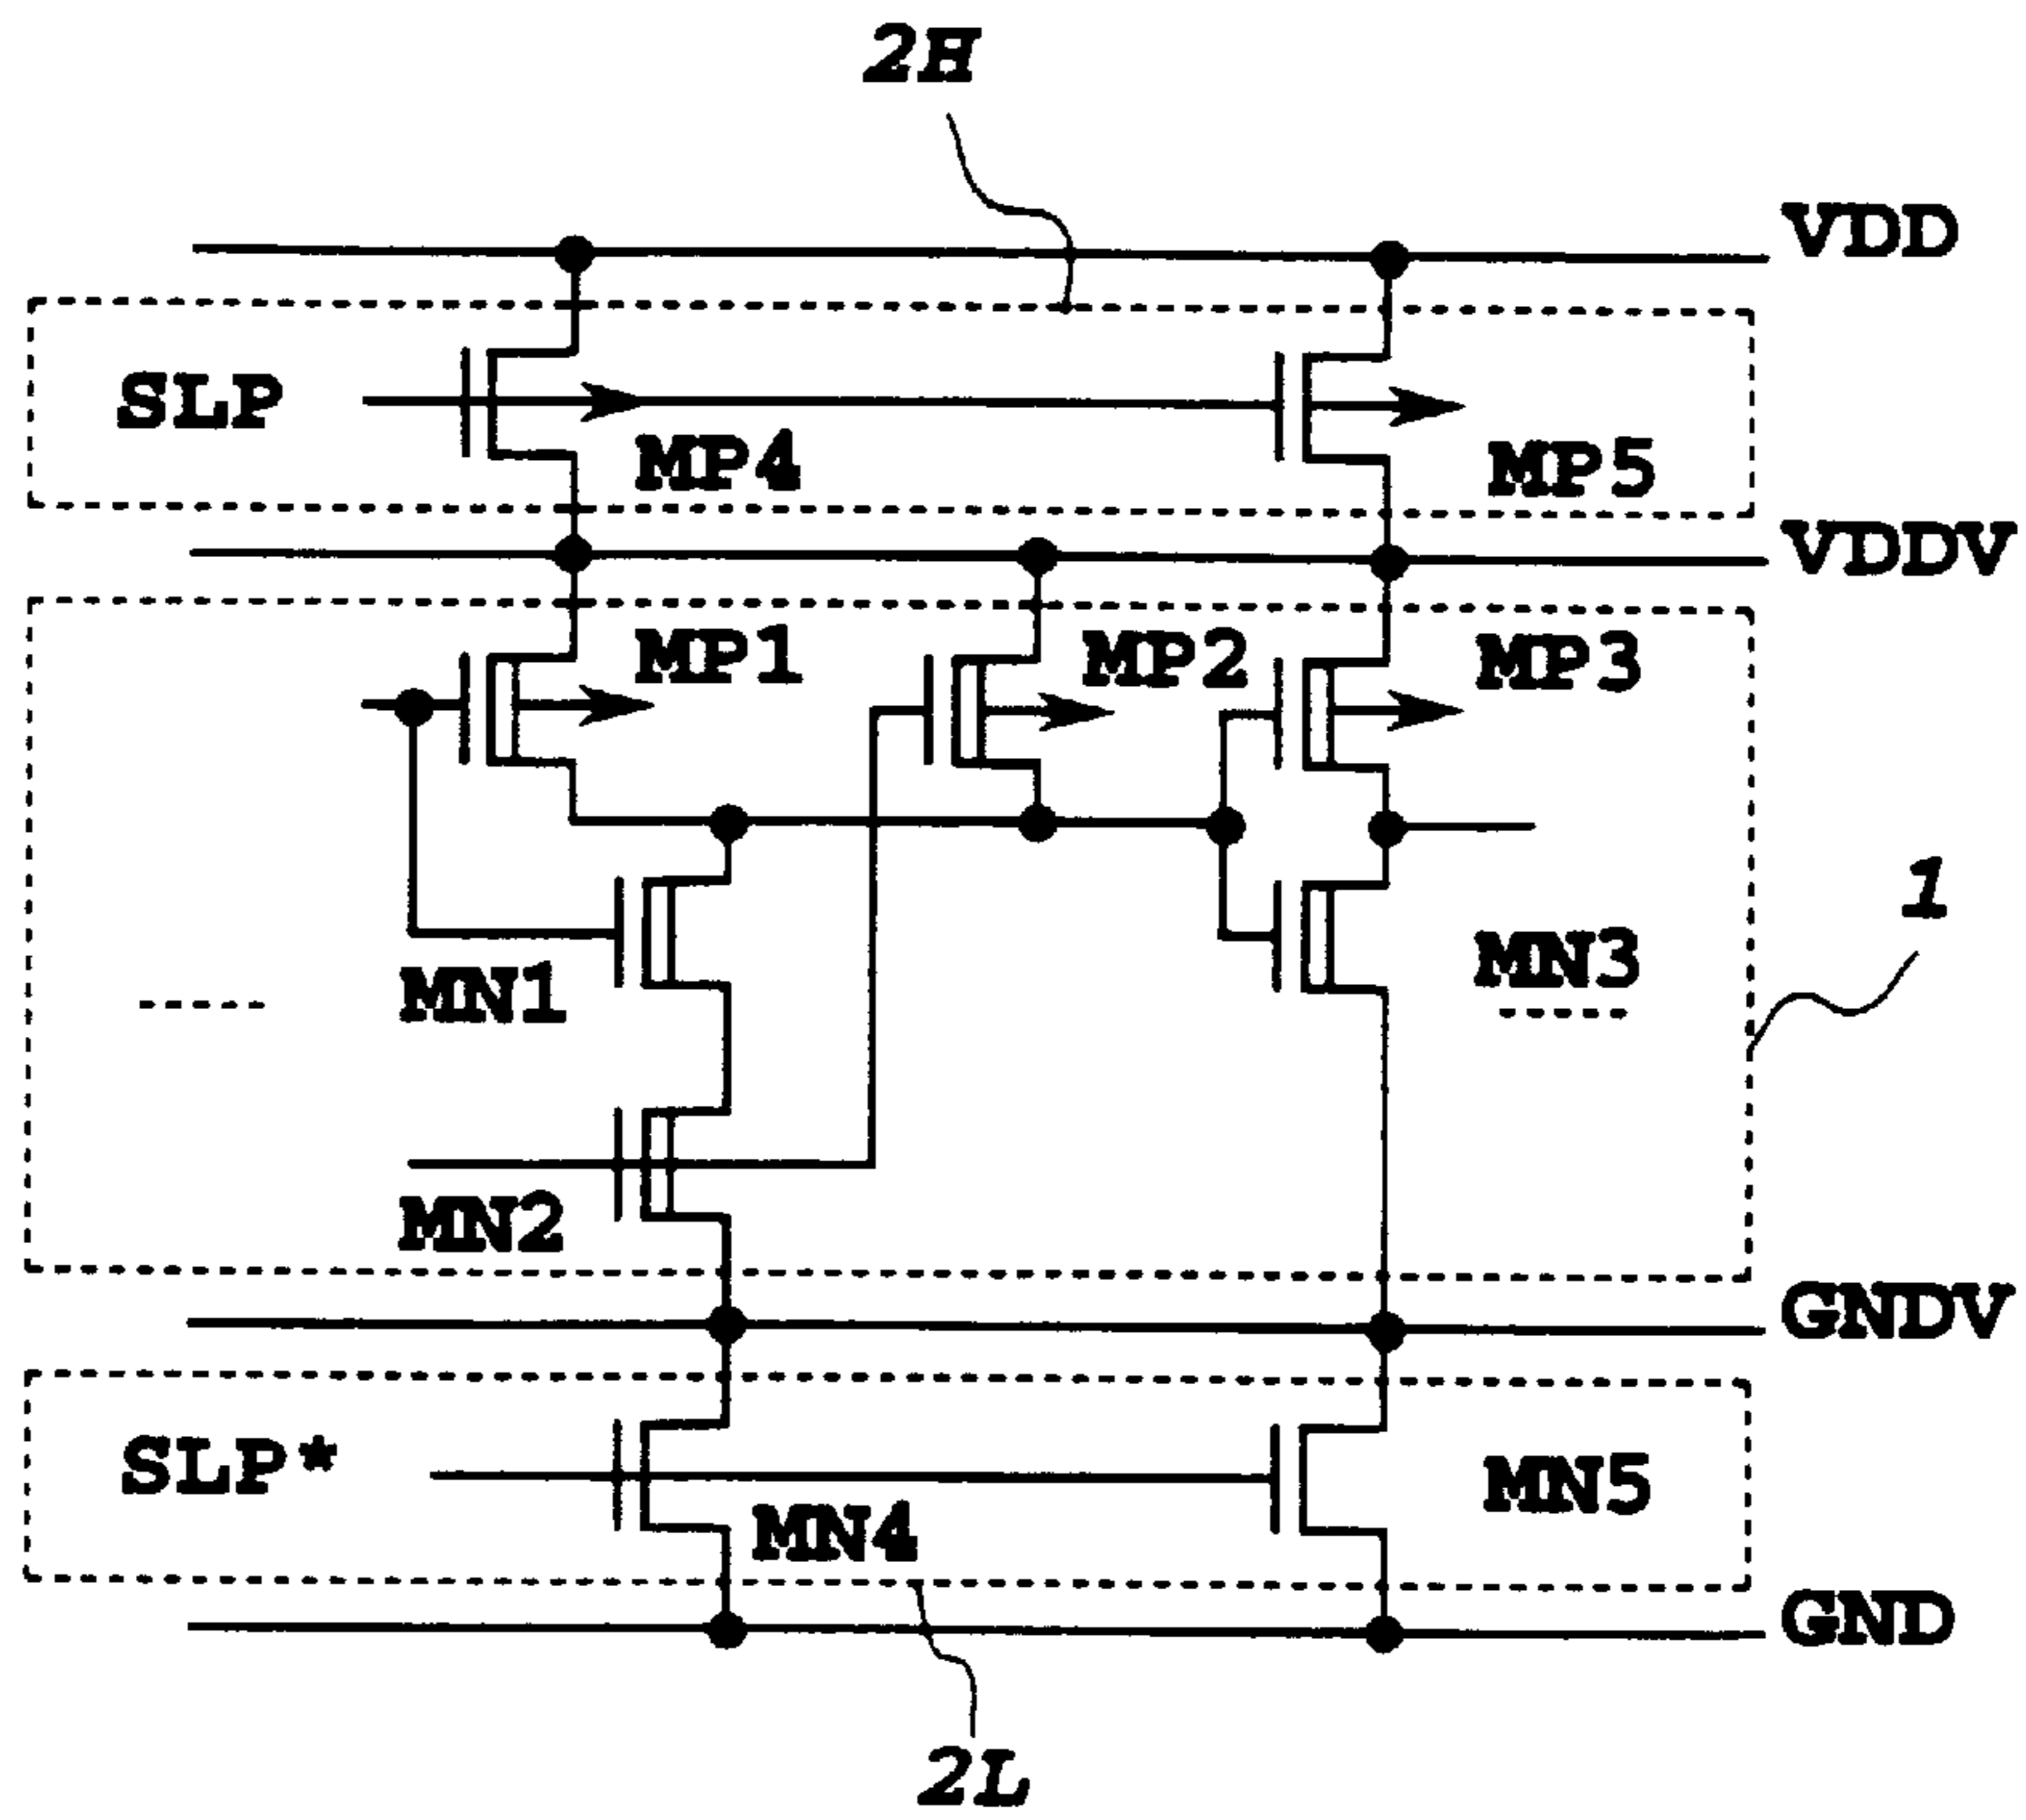 2H
VDD
SLP
MP4
MP5
VDDV
MP1
MP2
MP3
1
MN1
MN3
MN2
GNDV
SLP*
MN4
MN5
GND
2L